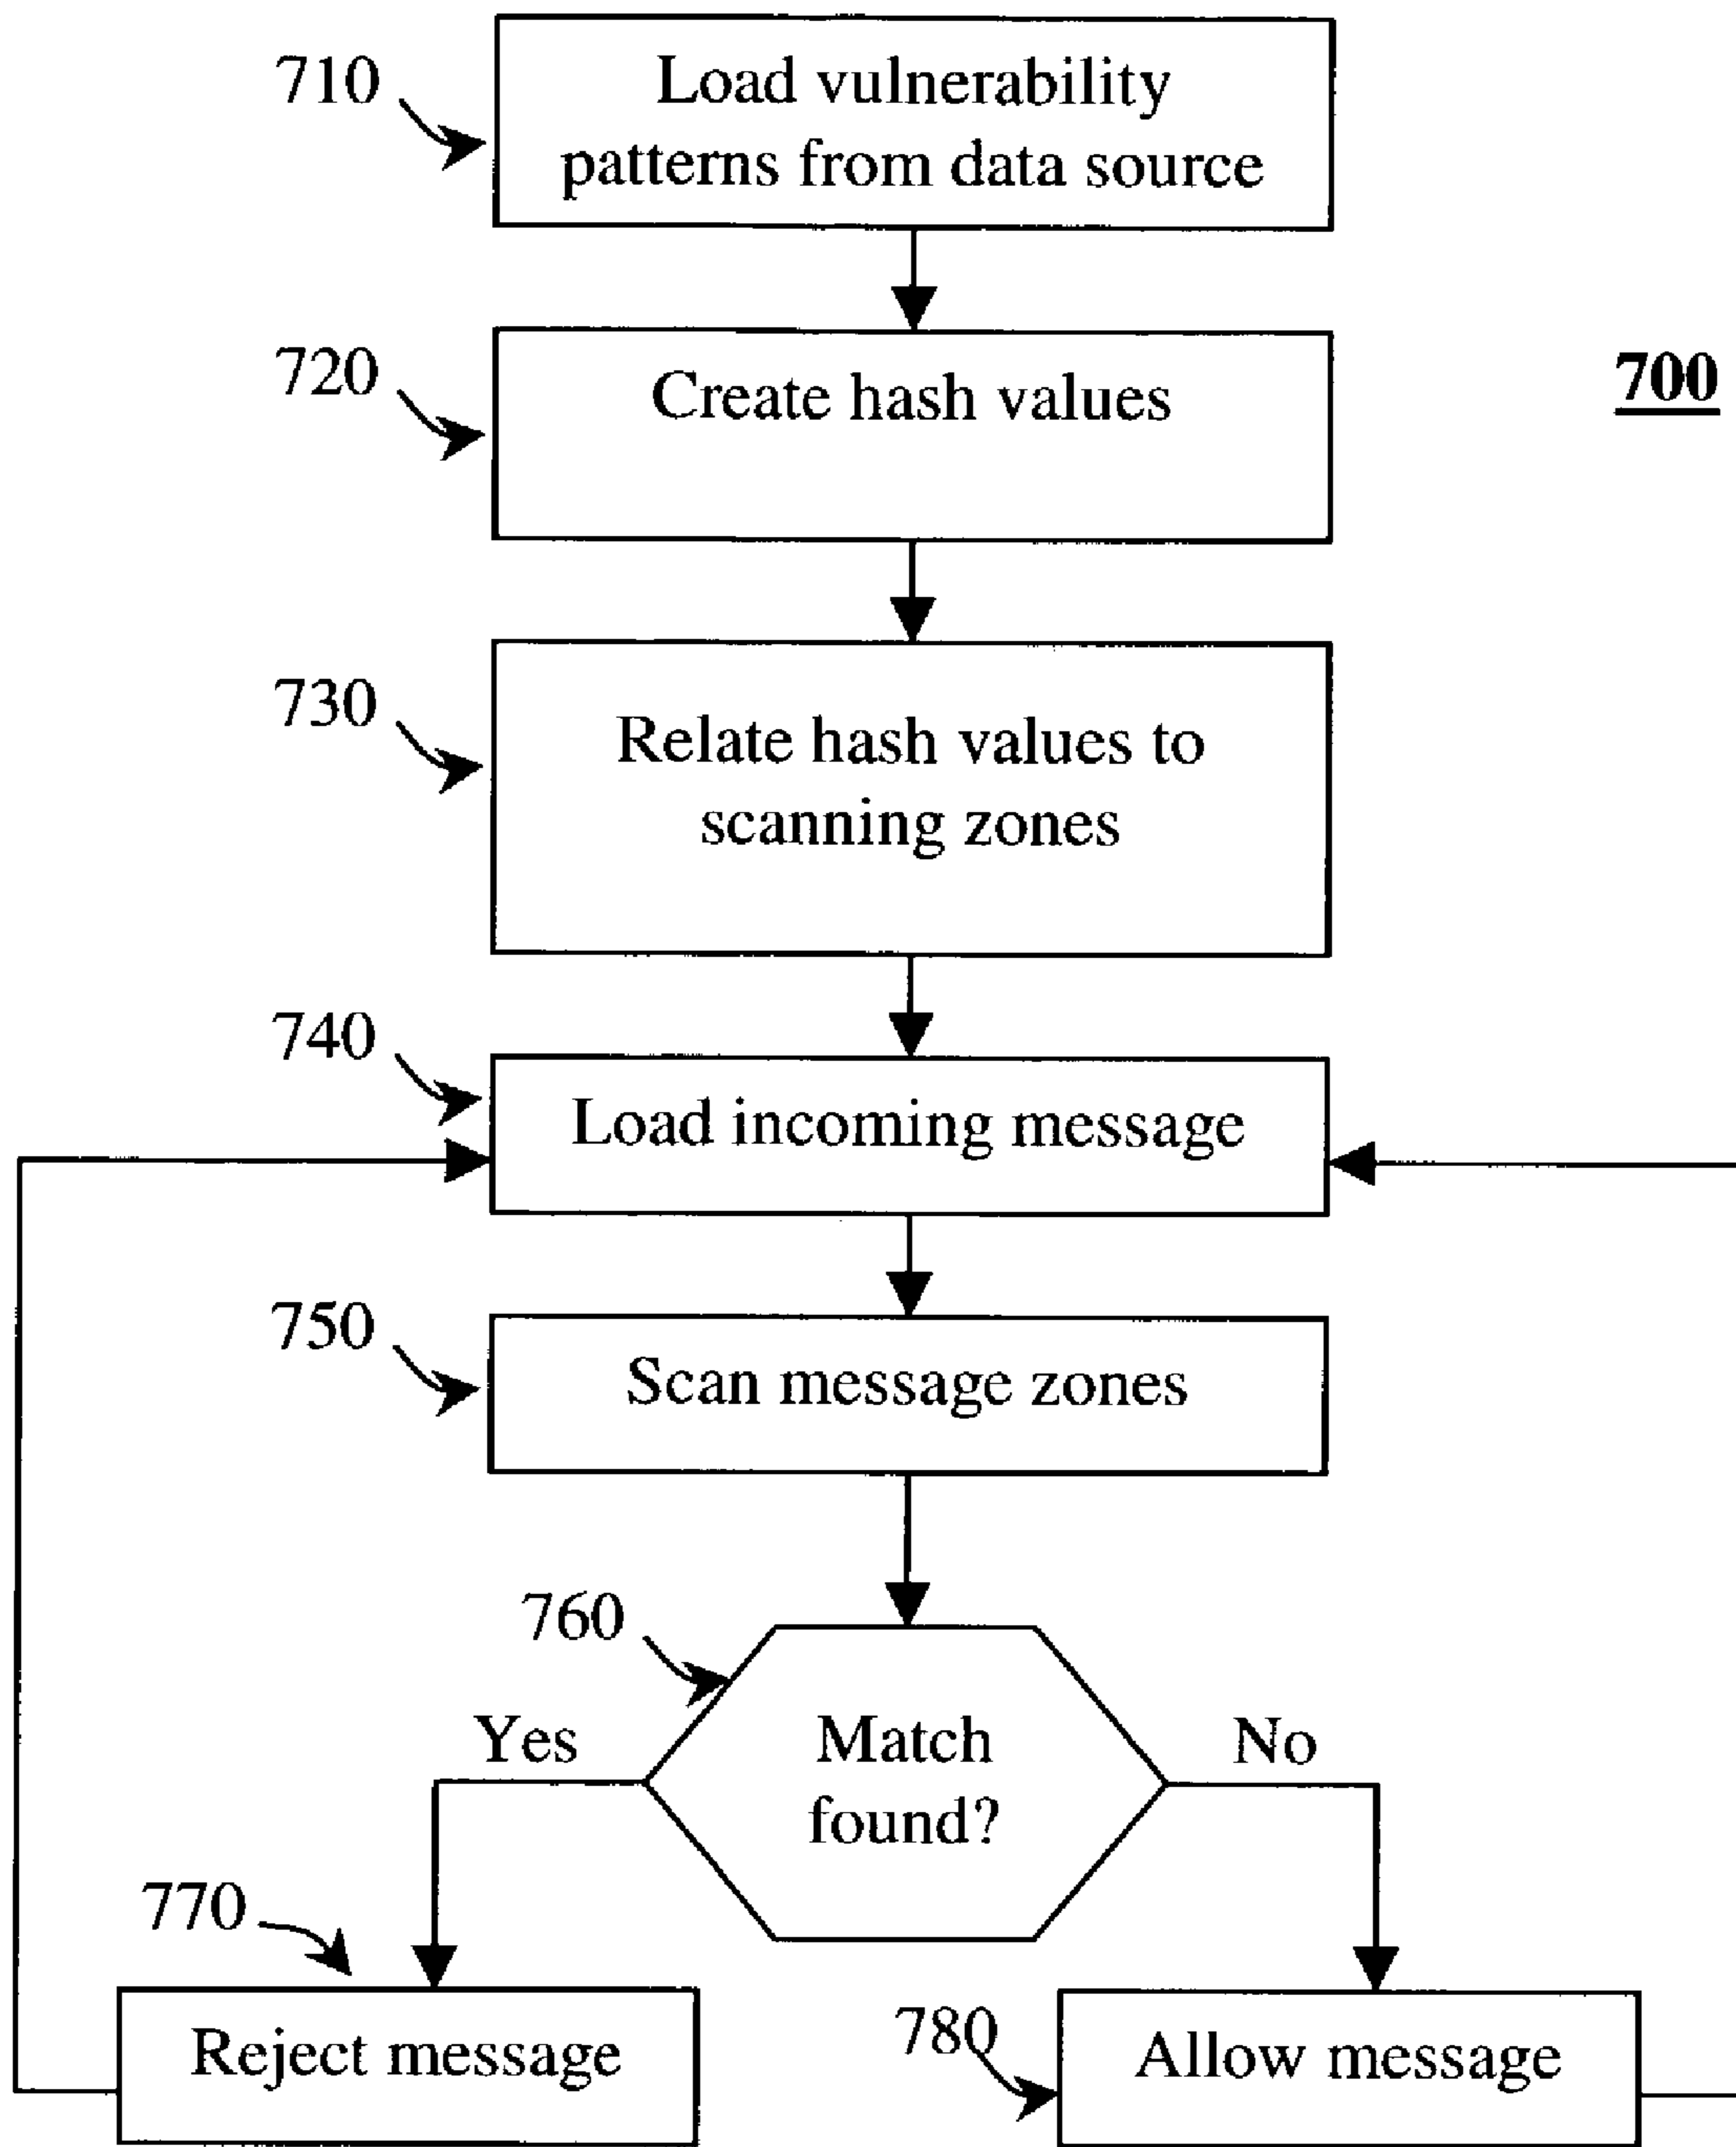 710
Load vulnerability
patterns from data source
720
Create hash values
700
730
Relate hash values to
scanning zones
740
Load incoming message
750
Scan message zones
760
Yes
Match
found?
No
770
Reject message
780
Allow message